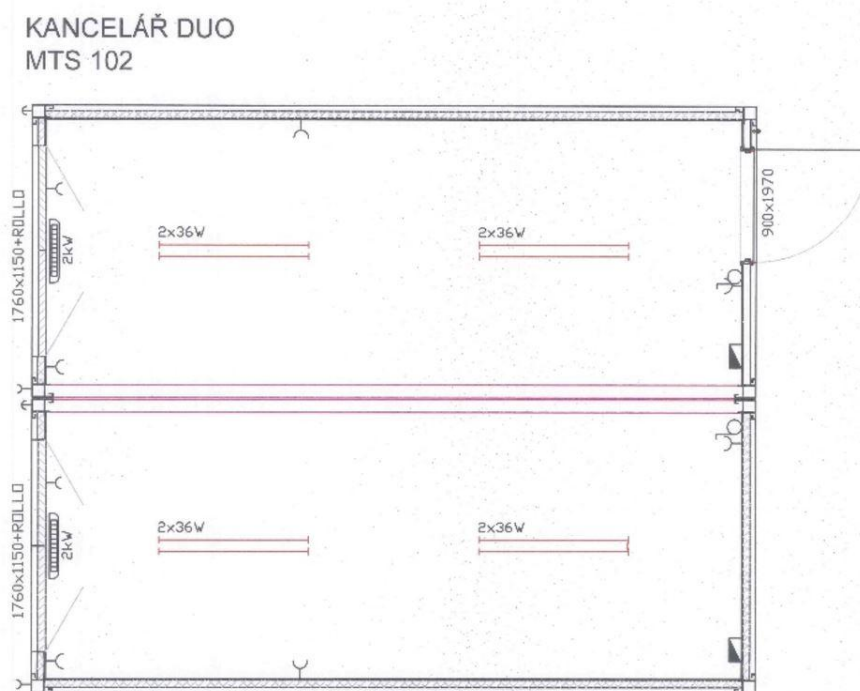 KANCELÁŘ DUO
MTS 102
1760x1150+ROLLO
2kW
2x36W
2x36W
900x1970
1760x1150+ROLLO
2kW
2x36W
2x36W